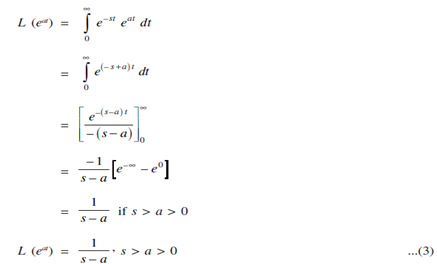 L (e^{at}) = ∫_0^∞ e^{-st} e^{at} dt
= ∫_0^∞ e^{(-s+a)t} dt
= [ e^{-(s-a)t} / -(s-a) ]_0^∞
= -1 / s-a [ e^{-∞} - e^0 ]
= 1 / s-a if s > a > 0
L (e^{at}) = 1 / s-a , s > a > 0 ...(3)